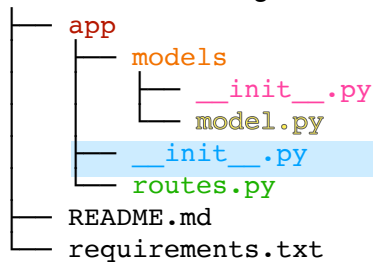 ├── app
│   ├── models
│   │   ├── __init__.py
│   │   └── model.py
│   ├── __init__.py
│   └── routes.py
├── README.md
└── requirements.txt